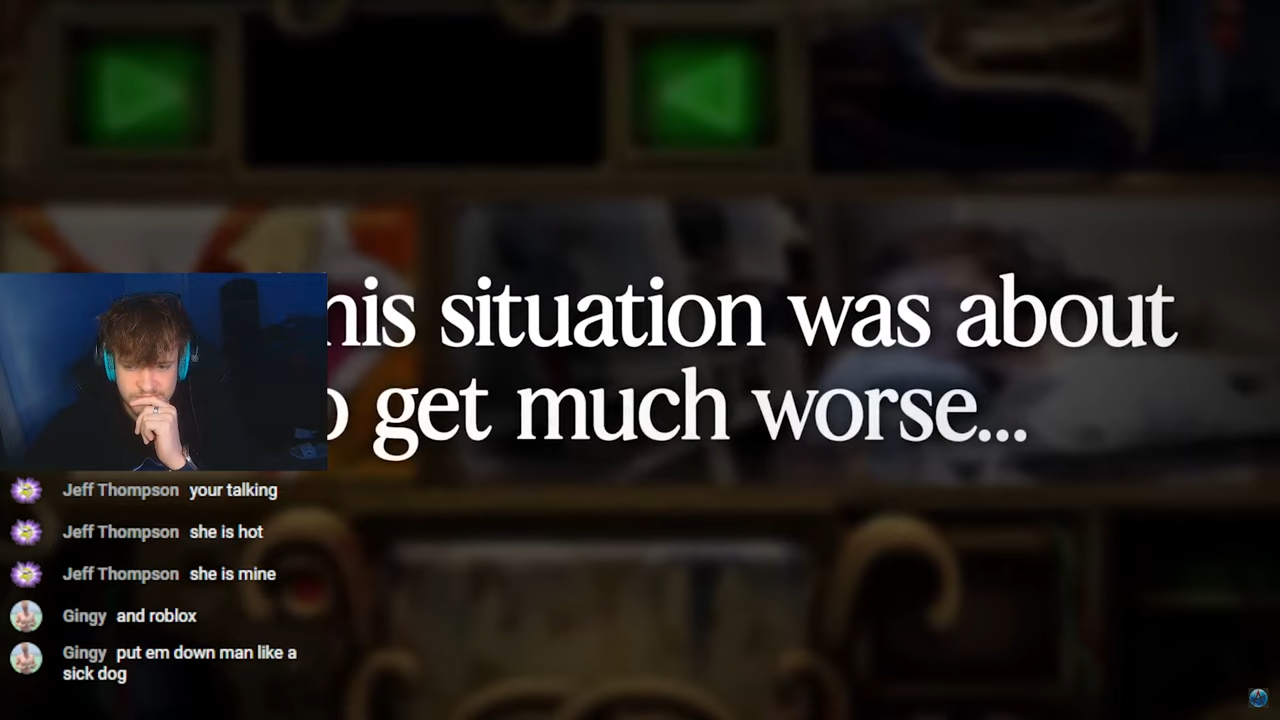 his situation was about
o get much worse...
Jeff Thompson your talking
Jeff Thompson she is hot
Jeff Thompson she is mine
Gingy and roblox
Gingy put em down man like a
sick dog